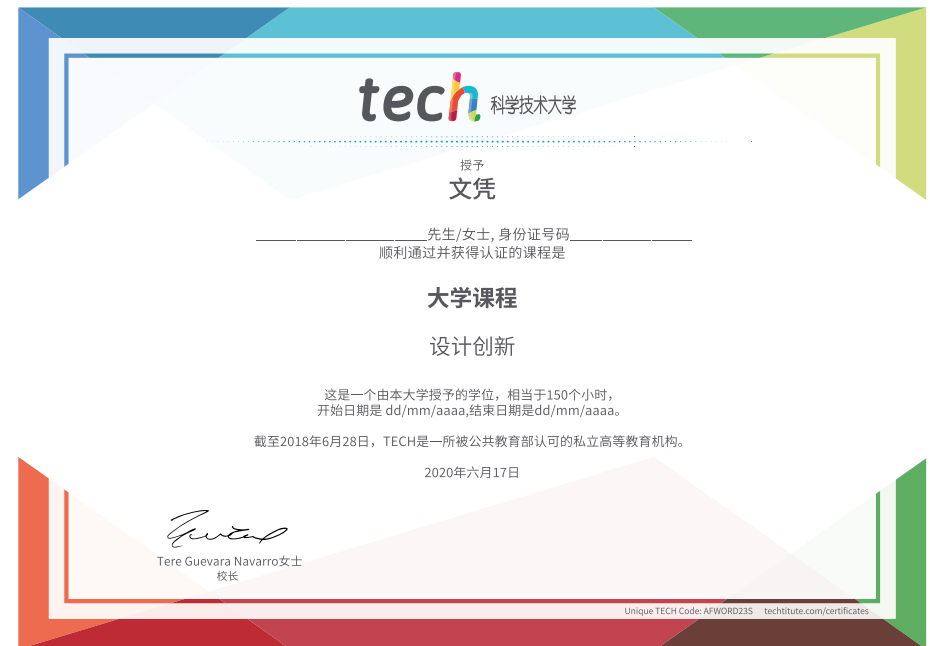 tech 科学技术大学
授予
文凭
____________________先生/女士, 身份证号码_______________
顺利通过并获得认证的课程是
大学课程
设计创新
这是一个由本大学授予的学位，相当于150个小时，
开始日期是 dd/mm/aaaa,结束日期是dd/mm/aaaa。
截至2018年6月28日，TECH是一所被公共教育部认可的私立高等教育机构。
2020年六月17日
Tere Guevara Navarro女士
校长
Unique TECH Code: AFWORD23S techtitute.com/certificates